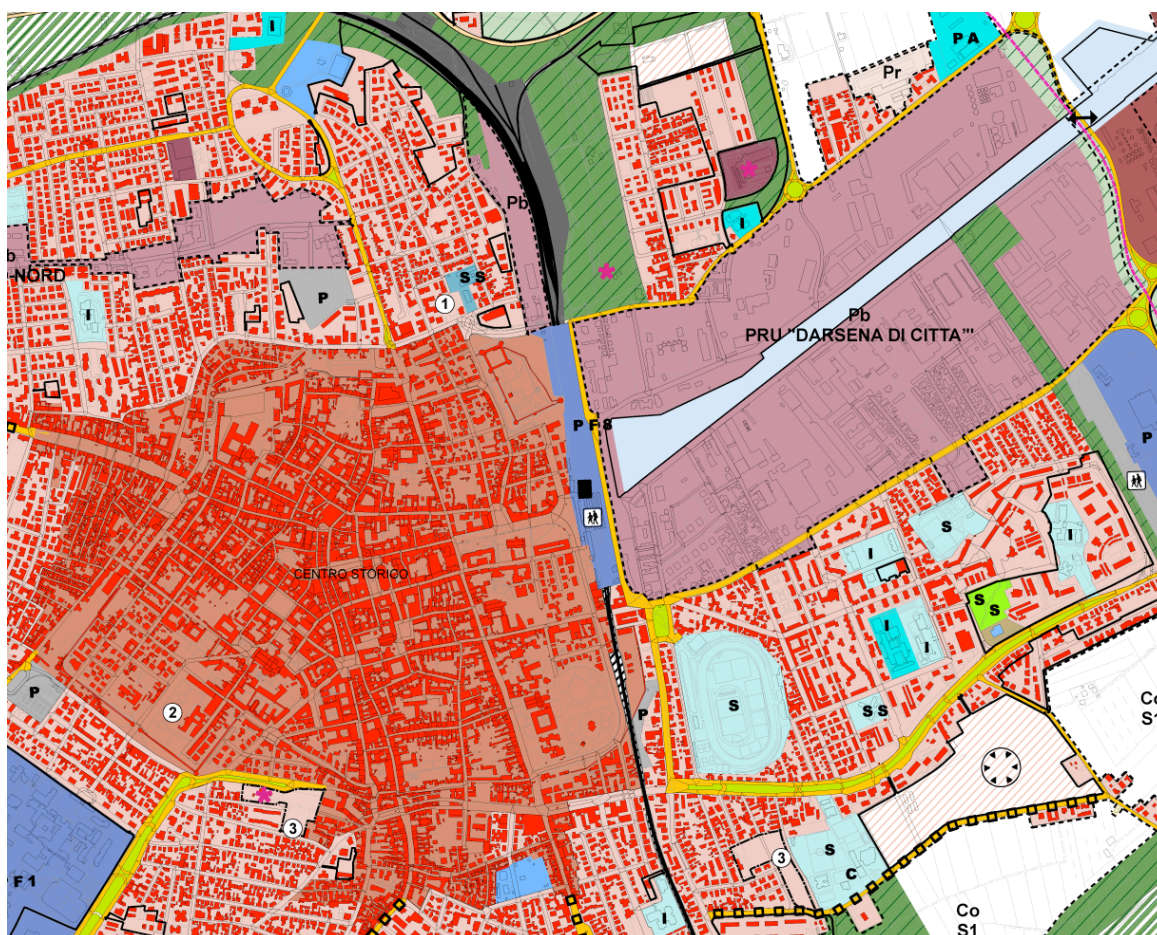 I
P A
Pr
Pb
b
-NORD
I
P
S S
1
I
Pb
PRU "DARSENA DI CITTA'"
P F 8
P
S
I
I
S
S
I
I
CENTRO STORICO
P
2
P
S
S S
Co
S1
3
3
S
C
F 1
I
Co
S1